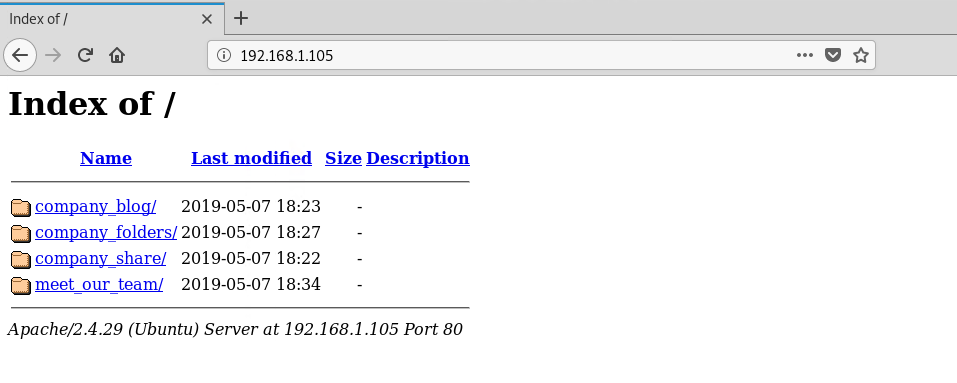 Index of /
192.168.1.105
Index of /
Name Last modified Size Description
company_blog/ 2019-05-07 18:23 -
company_folders/ 2019-05-07 18:27 -
company_share/ 2019-05-07 18:22 -
meet_our_team/ 2019-05-07 18:34 -
Apache/2.4.29 (Ubuntu) Server at 192.168.1.105 Port 80